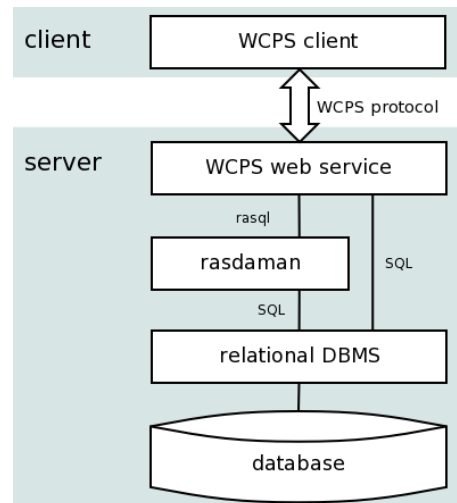 client
WCPS client
WCPS protocol
server
WCPS web service
rasql
rasdaman
SQL
SQL
relational DBMS
database